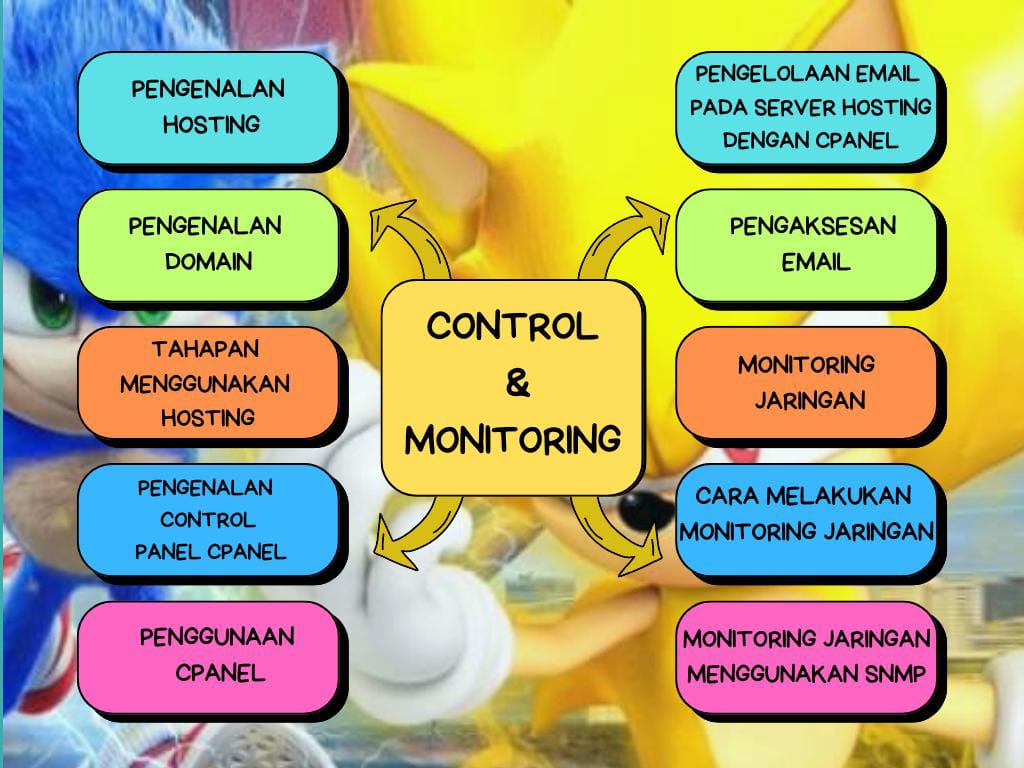 PENGENALAN
HOSTING
PENGENALAN
DOMAIN
TAHAPAN
MENGGUNAKAN
HOSTING
PENGENALAN
CONTROL
PANEL CPANEL
PENGGUNAAN
CPANEL
CONTROL
&
MONITORING
PENGELOLAAN EMAIL
PADA SERVER HOSTING
DENGAN CPANEL
PENGAKSESAN
EMAIL
MONITORING
JARINGAN
CARA MELAKUKAN
MONITORING JARINGAN
MONITORING JARINGAN
MENGGUNAKAN SNMP